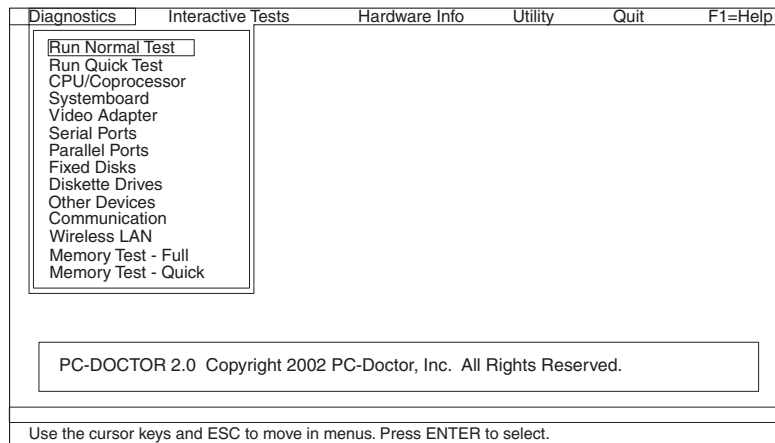 Diagnostics Interactive Tests Hardware Info Utility Quit F1=Help
Run Normal Test
Run Quick Test
CPU/Coprocessor
Systemboard
Video Adapter
Serial Ports
Parallel Ports
Fixed Disks
Diskette Drives
Other Devices
Communication
Wireless LAN
Memory Test - Full
Memory Test - Quick
PC-DOCTOR 2.0 Copyright 2002 PC-Doctor, Inc. All Rights Reserved.
Use the cursor keys and ESC to move in menus. Press ENTER to select.